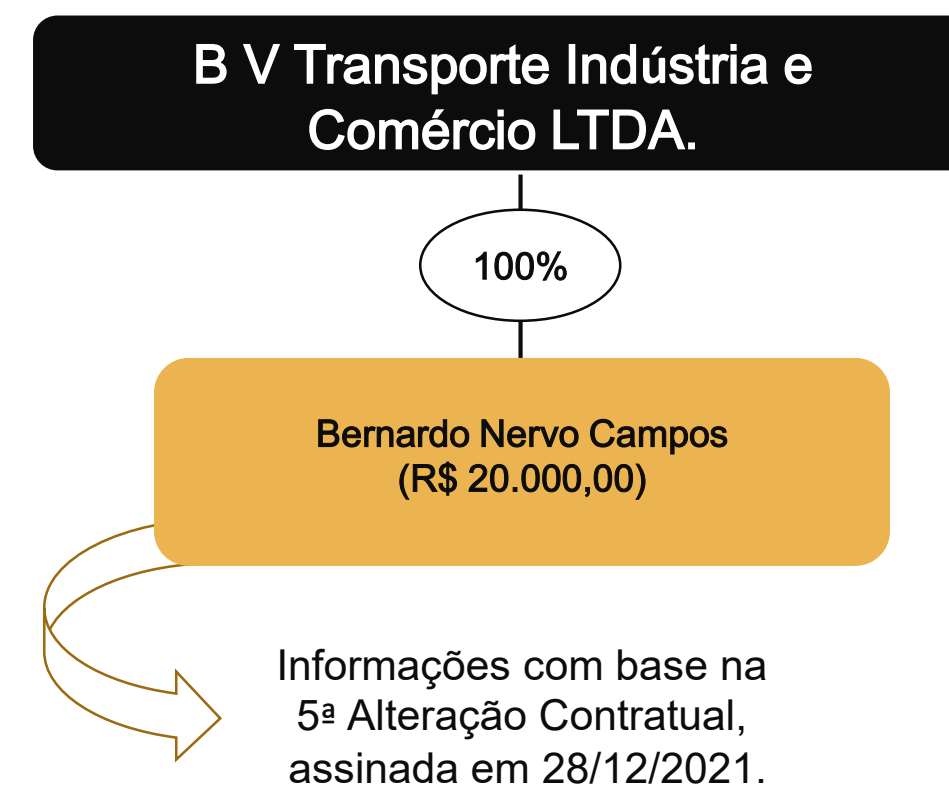 B V Transporte Indústria e
Comércio LTDA.
100%
Bernardo Nervo Campos
(R$ 20.000,00)
Informações com base na
5ª Alteração Contratual,
assinada em 28/12/2021.